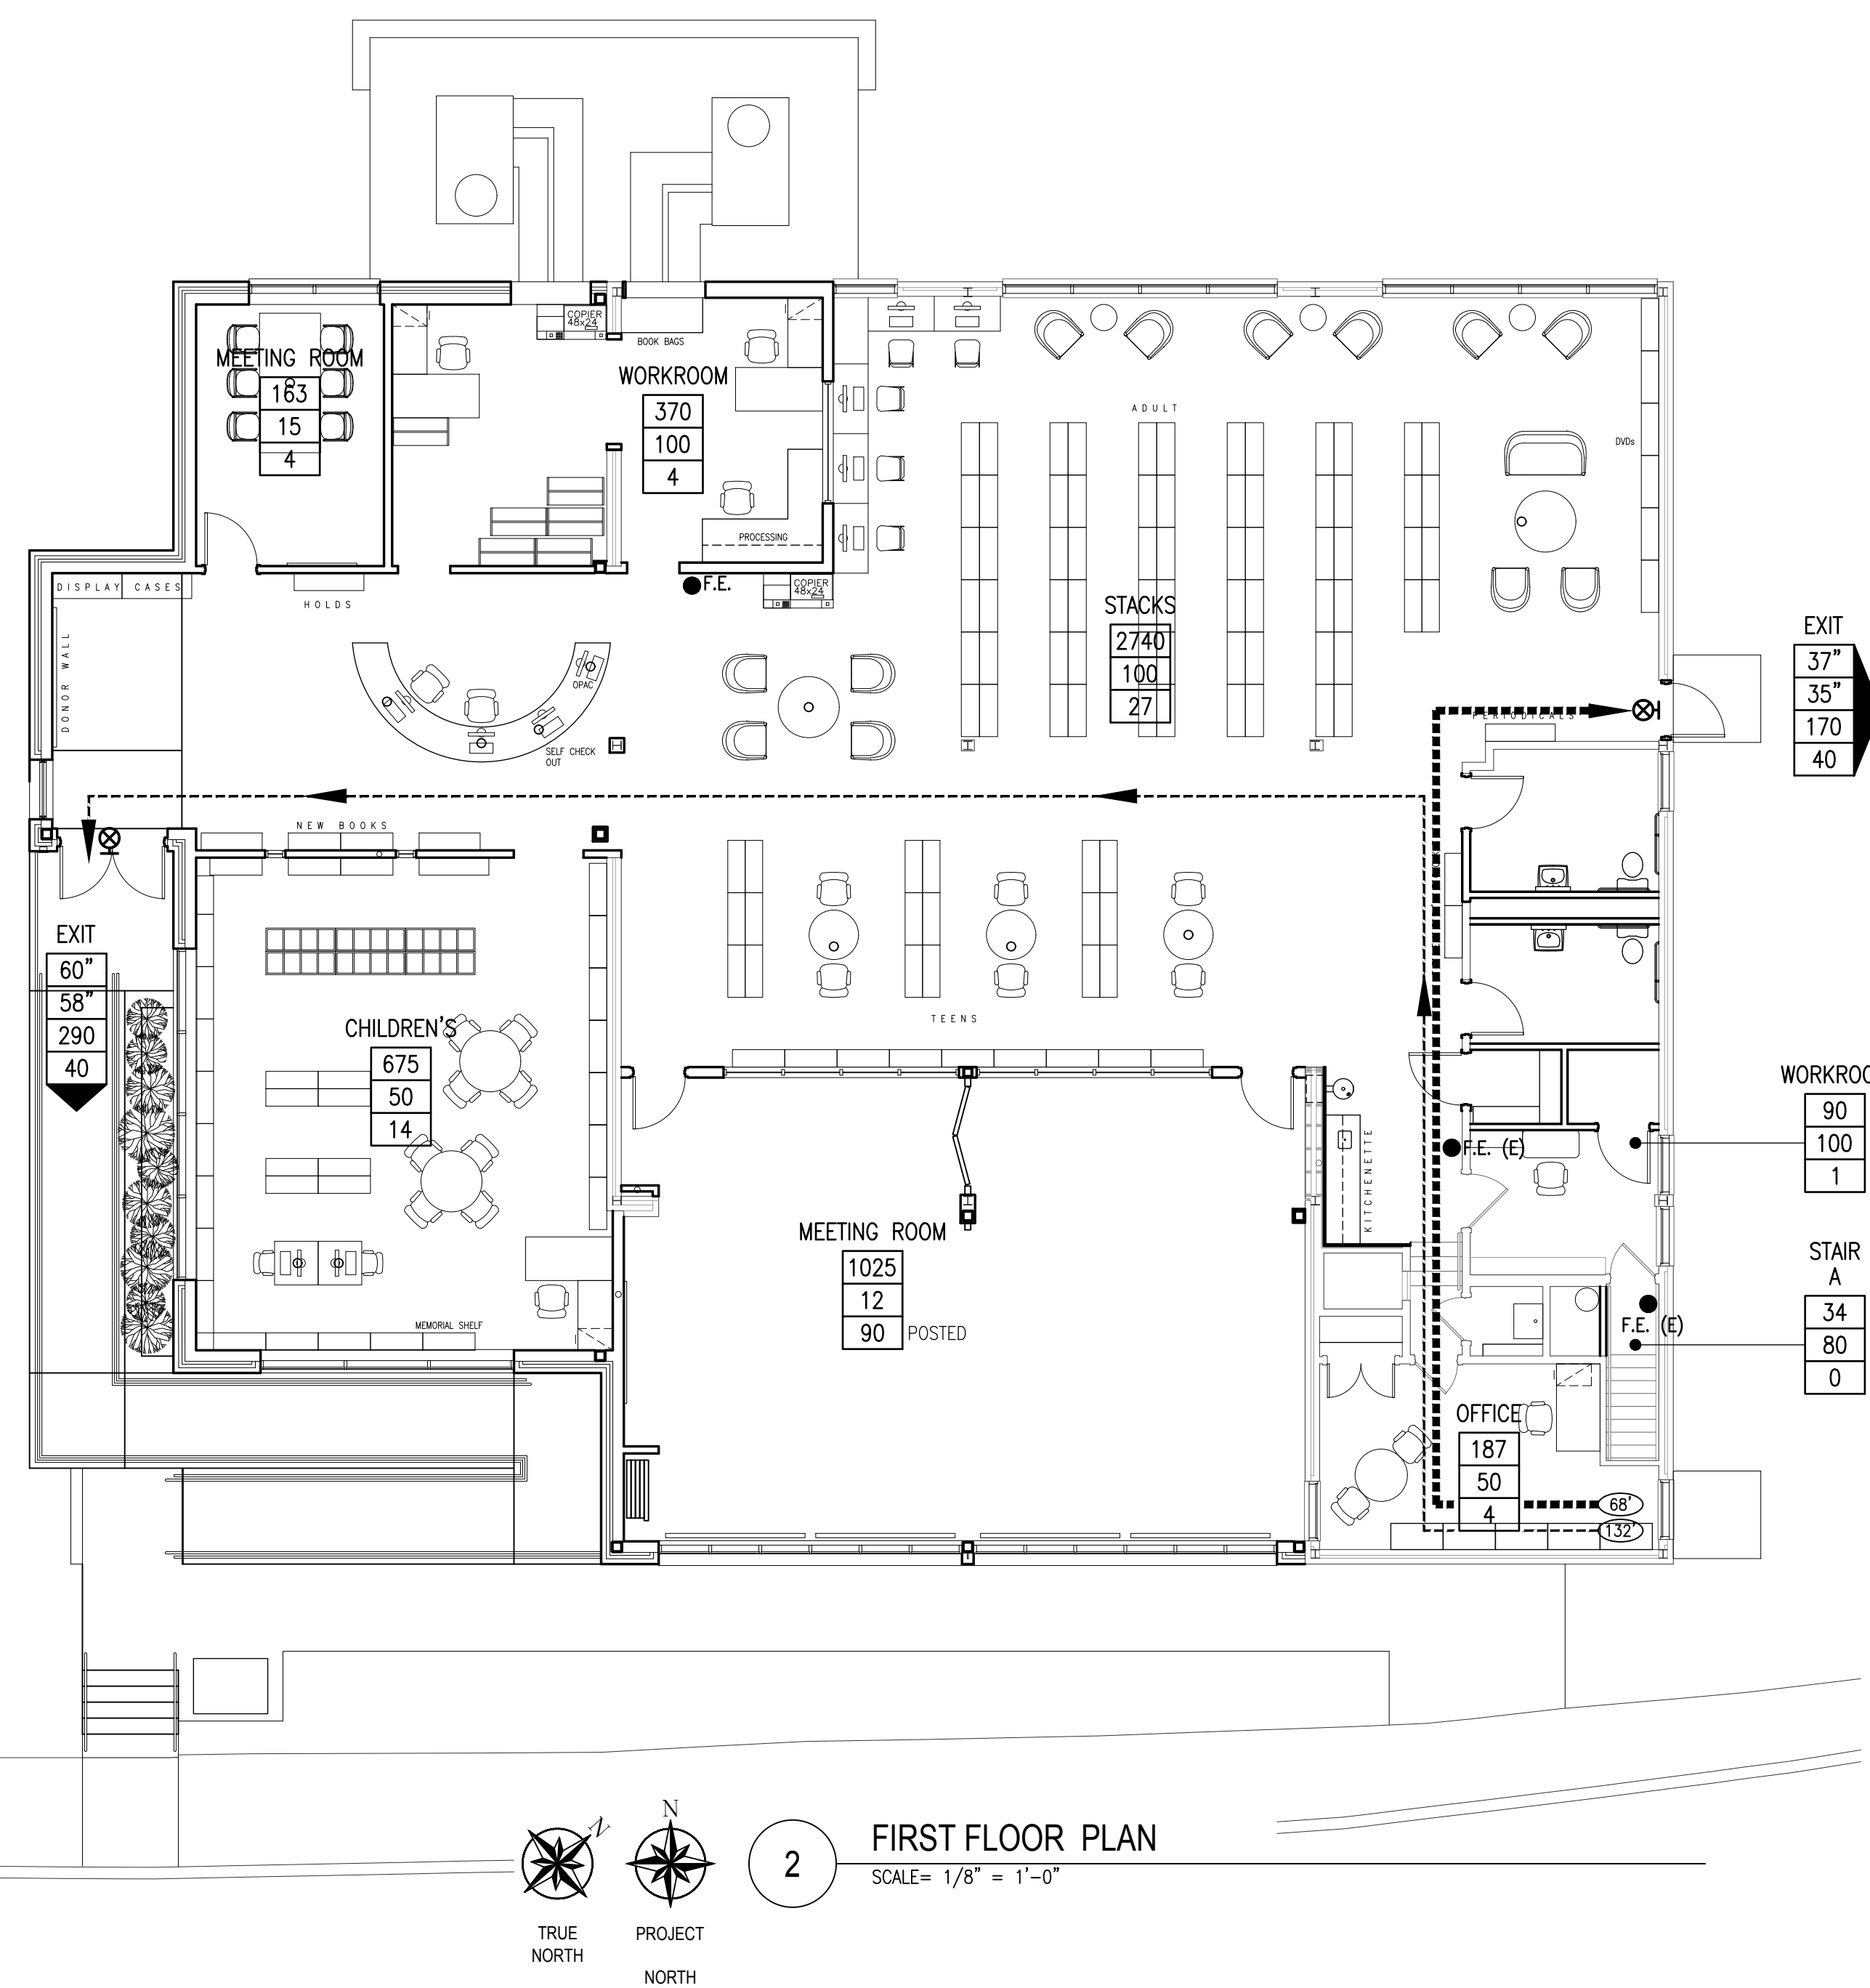 COPIER
48x24
BOOK BAGS
MEETING ROOM
163
15
4
WORKROOM
370
100
4
PROCESSING
ADULT
DVDs
DISPLAY CASES
HOLDS
F.E.
COPIER
48x24
DONOR WALL
OPAC
SELF CHECK
OUT
STACKS
2740
100
27
PERIODICALS
EXIT
37"
35"
170
40
NEW BOOKS
EXIT
60"
58"
290
40
CHILDREN'S
675
50
14
TEENS
MEMORIAL SHELF
MEETING ROOM
1025
12
90 POSTED
KITCHENETTE
F.E. (E)
WORKROO
90
100
1
STAIR
A
34
80
0
F.E. (E)
OFFICE
187
50
4
68'
132'
N
N
TRUE
NORTH
PROJECT
NORTH
2
FIRST FLOOR PLAN
SCALE= 1/8" = 1'-0"